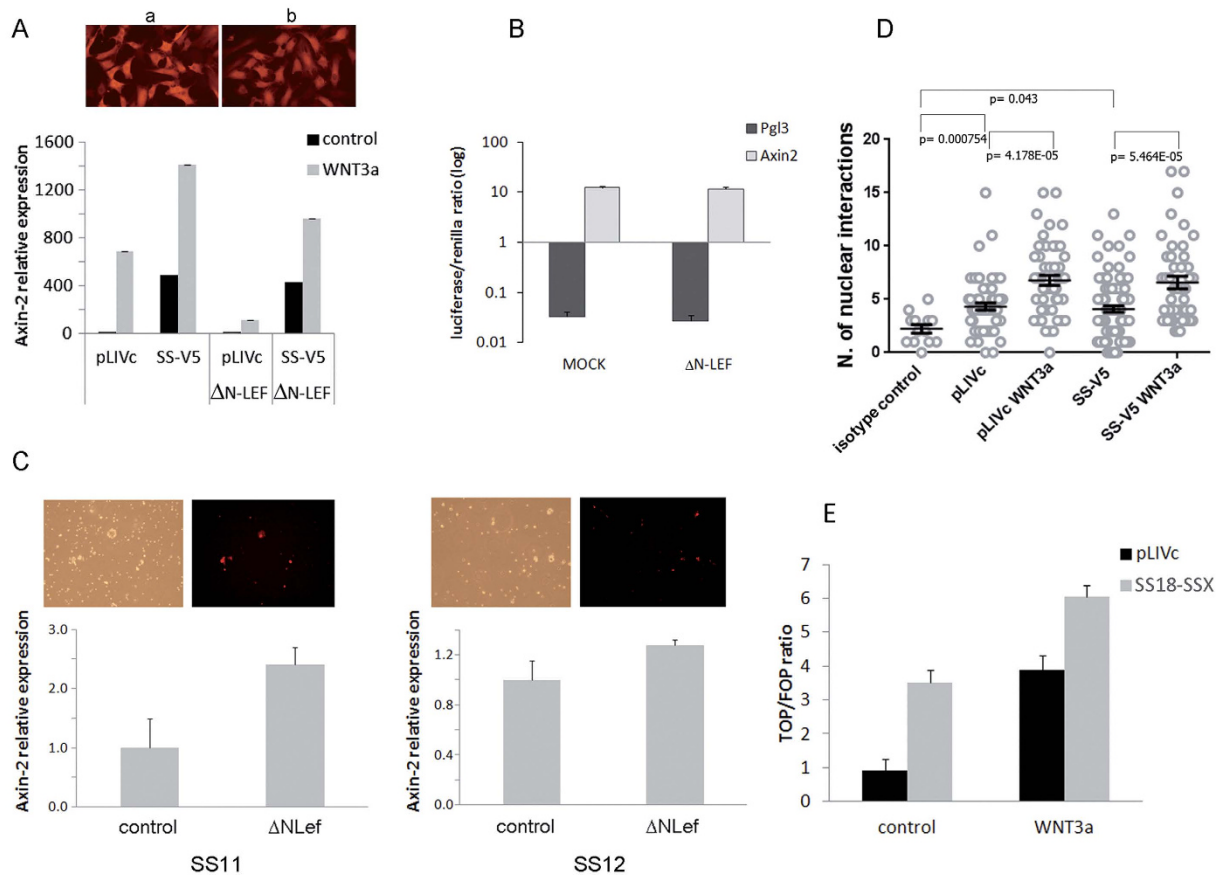 A
a
b
Axin-2 relative expression
1600
1200
800
400
0
control
WNT3a
pLIVc
SS-V5
pLIVc
SS-V5
ΔN-LEF
ΔN-LEF
B
luciferase/renilla ratio (log)
100
10
1
0.1
0.01
Pgl3
Axin2
MOCK
ΔN-LEF
D
p= 0.043
p= 0.000754
p= 4.178E-05
p= 5.464E-05
N. of nuclear interactions
20
15
10
5
0
isotype control
pLIVc
pLIVc WNT3a
SS-V5
SS-V5 WNT3a
C
Axin-2 relative expression
3.0
2.0
1.0
0.0
control
ΔNLef
SS11
Axin-2 relative expression
1.2
0.8
0.4
0.0
control
ΔNLef
SS12
E
pLIVc
SS18-SSX
TOP/FOP ratio
7
6
5
4
3
2
1
0
control
WNT3a